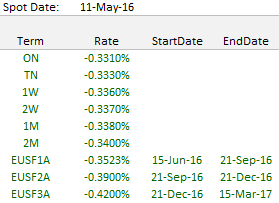 Spot Date: 11-May-16
Term Rate StartDate EndDate
ON -0.3310%
TN -0.3330%
1W -0.3360%
2W -0.3370%
1M -0.3380%
2M -0.3400%
EUSF1A -0.3523% 15-Jun-16 21-Sep-16
EUSF2A -0.3900% 21-Sep-16 21-Dec-16
EUSF3A -0.4200% 21-Dec-16 15-Mar-17